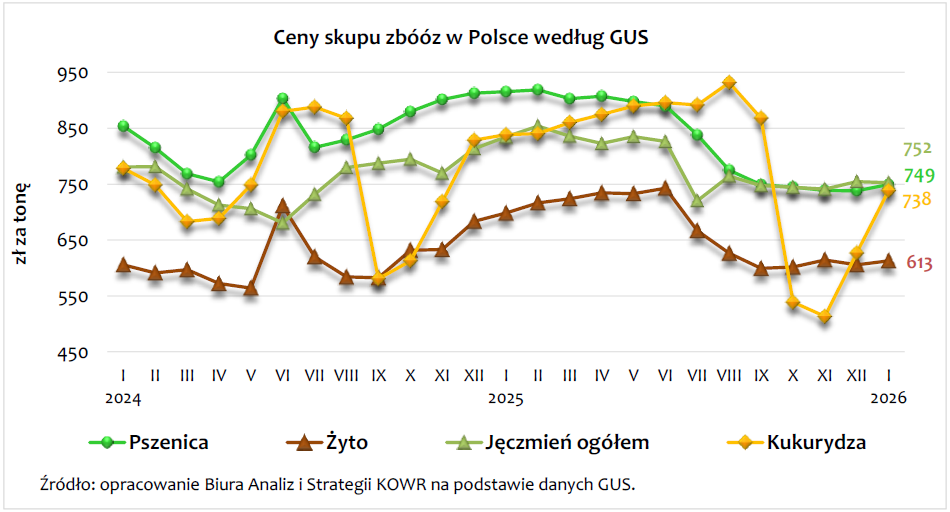 Ceny skupu zbóóz w Polsce według GUS
zł za tonę
950
850
750
650
550
450
752
749
738
613
I II III IV V VI VII VIII IX X XI XII I II III IV V VI VII VIII IX X XI XII I
2024 2025 2026
Pszenica Żyto Jęczmień ogółem Kukurydza
Źródło: opracowanie Biura Analiz i Strategii KOWR na podstawie danych GUS.